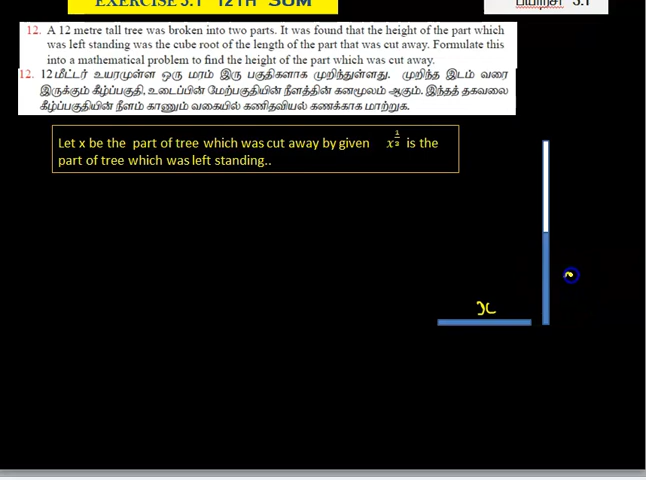 EXERCISE 3.1 12TH SUM
பயிற்சி 3.1
12. A 12 metre tall tree was broken into two parts. It was found that the height of the part which
was left standing was the cube root of the length of the part that was cut away. Formulate this
into a mathematical problem to find the height of the part which was cut away.
12. 12 மீட்டர் உயரமுள்ள ஒரு மரம் இரு பகுதிகளாக முறிந்துள்ளது. முறிந்த இடம் வரை
இருக்கும் கீழ்ப்பகுதி, உடைப்பின் மேற்பகுதியின் நீளத்தின் கனமூலம் ஆகும். இந்தத் தகவலை
கீழ்ப்பகுதியின் நீளம் காணும் வகையில் கணிதவியல் கணக்காக மாற்றுக.
Let x be the part of tree which was cut away by given x^{1/3} is the
part of tree which was left standing..
x